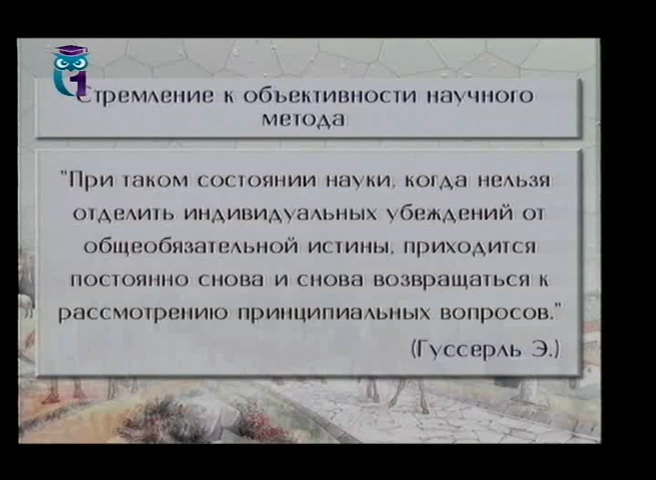 1
Стремление к объективности научного
метода
"При таком состоянии науки, когда нельзя
отделить индивидуальных убеждений от
общеобязательной истины, приходится
постоянно снова и снова возвращаться к
рассмотрению принципиальных вопросов."
(Гуссерль Э.)